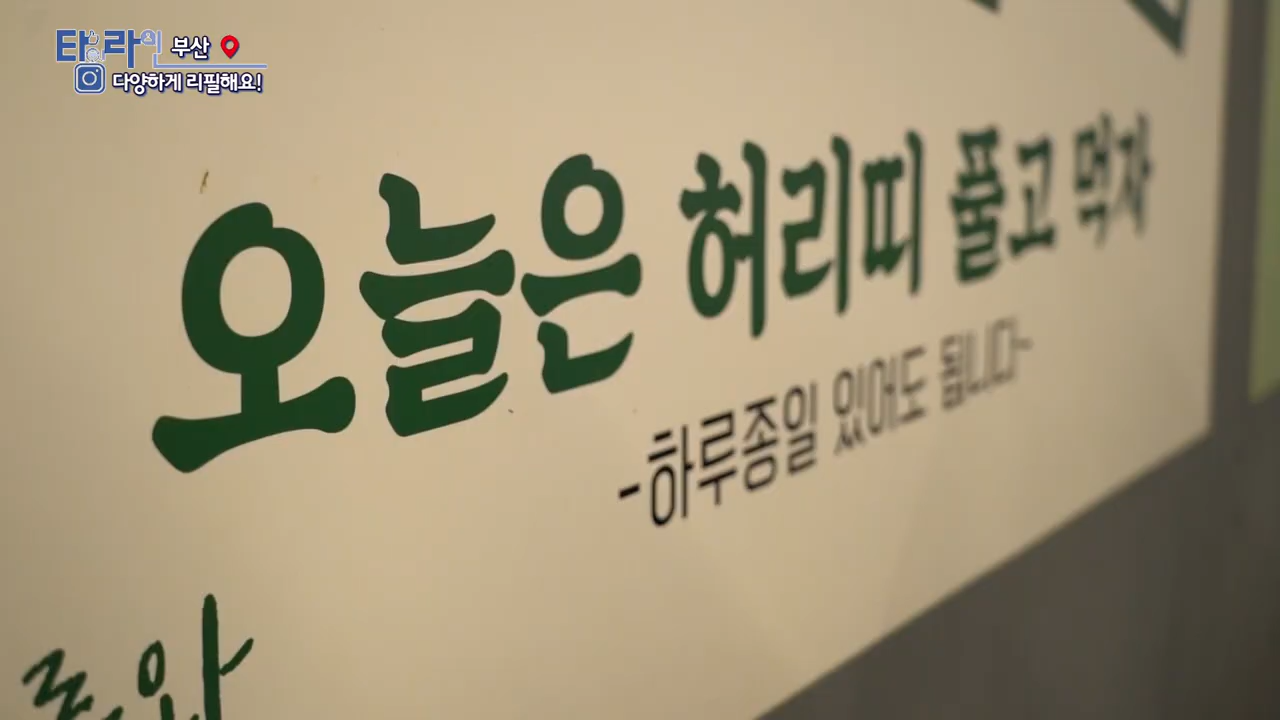 타임라인 부산
다양하게 리필해요!
오늘은 허리띠 풀고 먹자
-하루종일 있어도 됩니다-